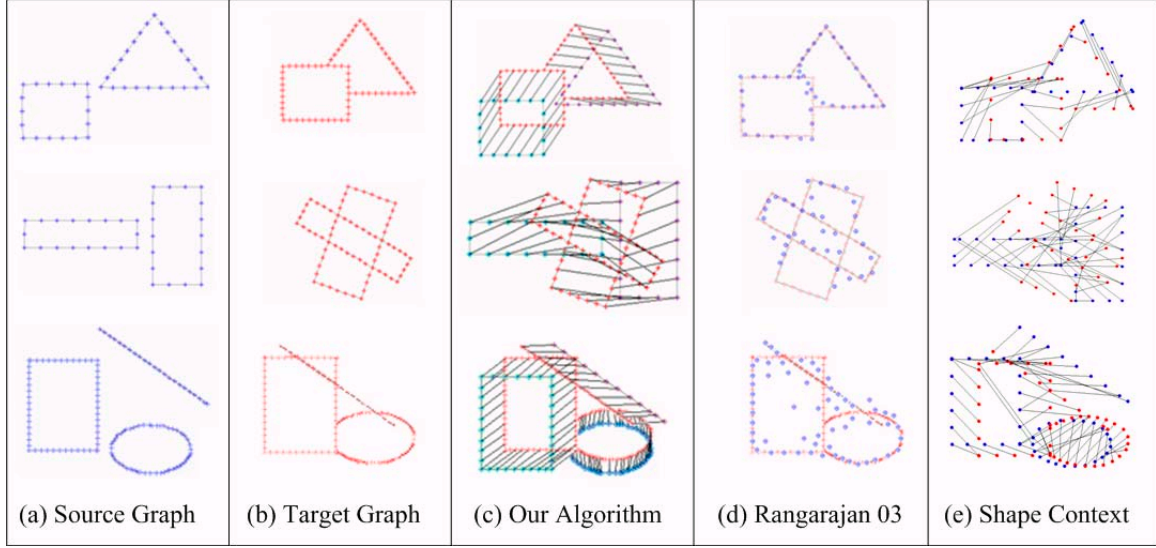 (a) Source Graph
(b) Target Graph
(c) Our Algorithm
(d) Rangarajan 03
(e) Shape Context